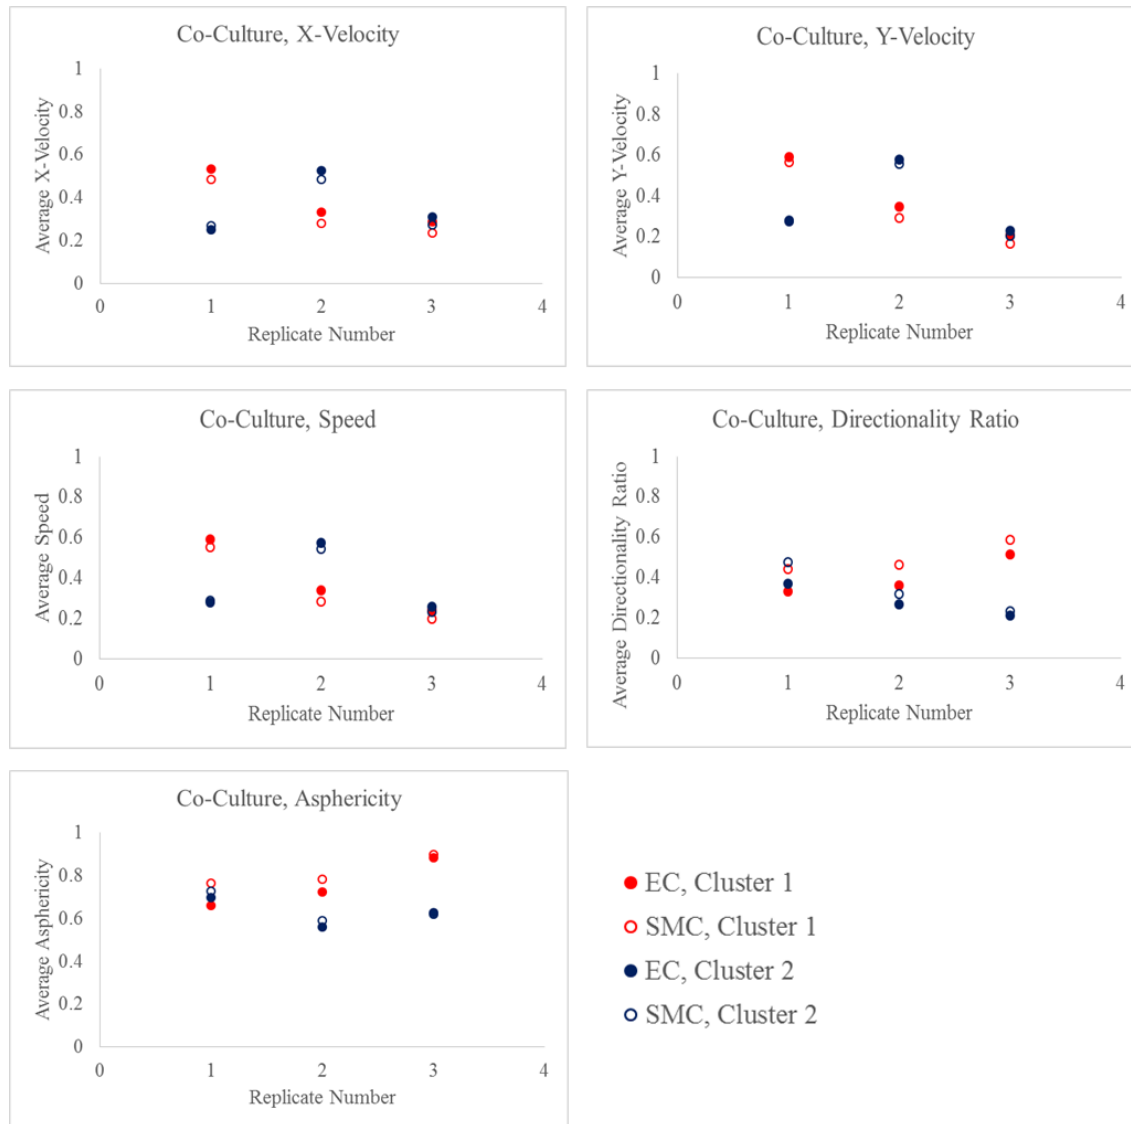 Co-Culture, X-Velocity
Average X-Velocity
1
0.8
0.6
0.4
0.2
0
0 1 2 3 4
Replicate Number
Co-Culture, Y-Velocity
Average Y-Velocity
1
0.8
0.6
0.4
0.2
0
0 1 2 3 4
Replicate Number
Co-Culture, Speed
Average Speed
1
0.8
0.6
0.4
0.2
0
0 1 2 3 4
Replicate Number
Co-Culture, Directionality Ratio
Average Directionality Ratio
1
0.8
0.6
0.4
0.2
0
0 1 2 3 4
Replicate Number
Co-Culture, Asphericity
Average Asphericity
1
0.8
0.6
0.4
0.2
0
0 1 2 3 4
Replicate Number
EC, Cluster 1
SMC, Cluster 1
EC, Cluster 2
SMC, Cluster 2